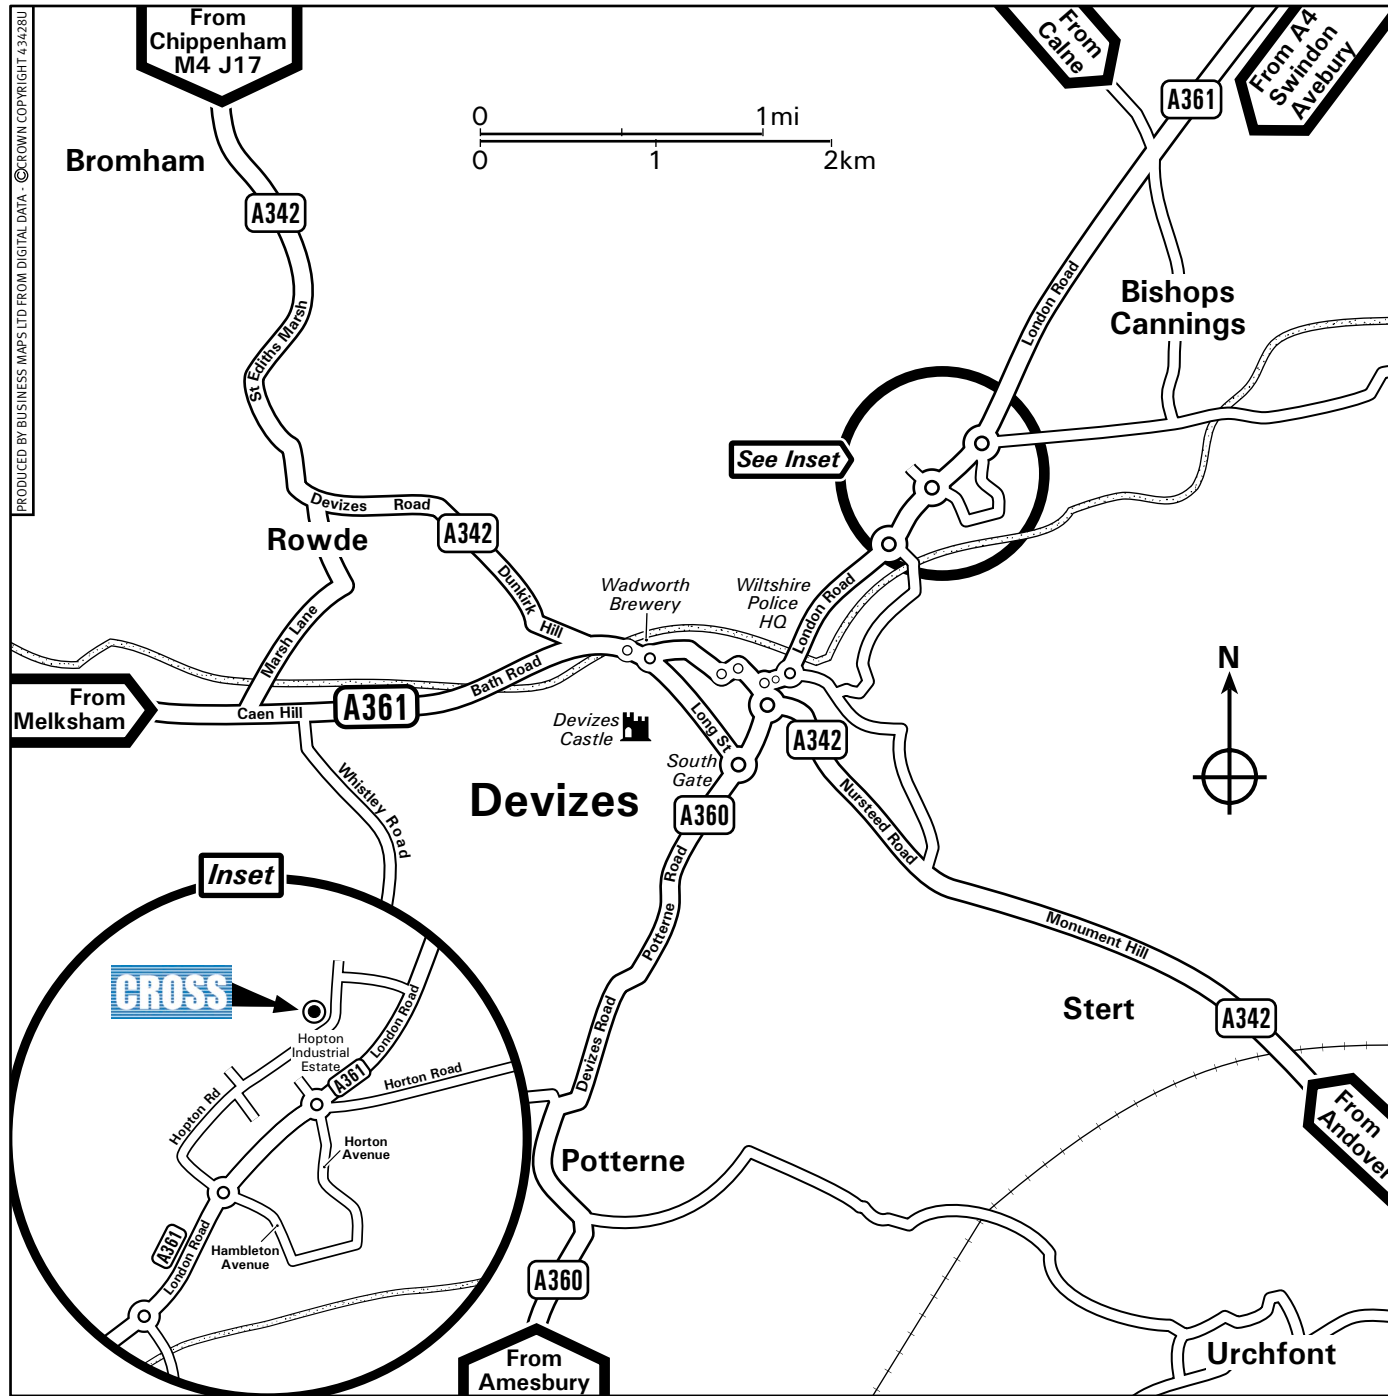 From
Chippenham
M4 J17
From
Calne
From A4
Swindon
Avebury
A361
PRODUCED BY BUSINESS MAPS LTD FROM DIGITAL DATA - ©CROWN COPYRIGHT 43428U
0 1mi
0 1 2km
Bromham
A342
London Road
Bishops
Cannings
St Ediths Marsh
See Inset
Devizes Road
A342
Rowde
Dunkirk
Hill
Wadworth
Brewery
Wiltshire
Police
HQ
London Road
Marsh Lane
Bath Road
N
From
Melksham
Caen Hill
A361
Devizes
Castle
Long St
South
Gate
A342
Whistley Road
Devizes
A360
Nursteed Road
Potterne Road
Monument Hill
Stert
A342
From
Andover
Devizes Road
Potterne
A360
From
Amesbury
Urchfont
Inset
CROSS
Hopton
Industrial
Estate
London Road
A361
Horton Road
Hopton Rd
Horton
Avenue
A361
London Road
Hambleton
Avenue